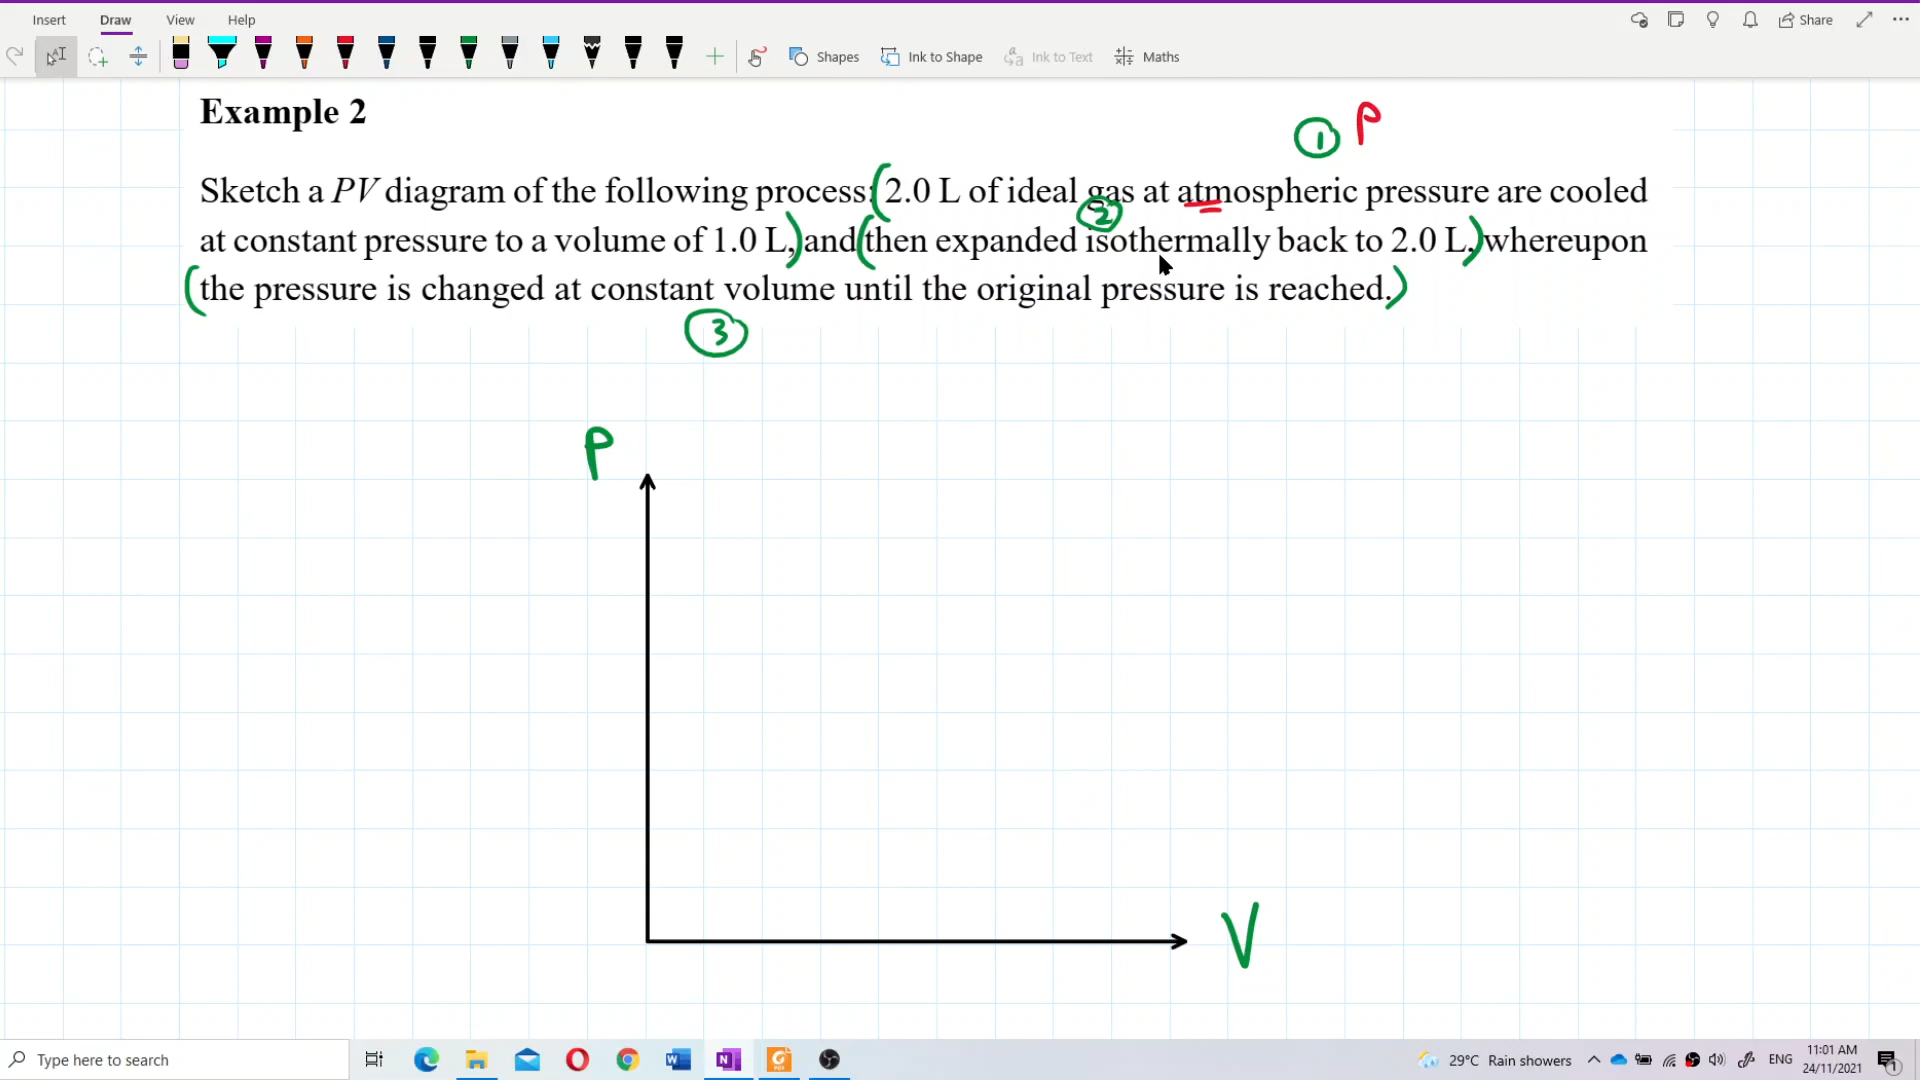 Insert Draw View Help Share
Shapes Ink to Shape Ink to Text Maths
Example 2
① P
Sketch a PV diagram of the following process: (2.0 L of ideal gas at atmospheric pressure are cooled
②
at constant pressure to a volume of 1.0 L,) and (then expanded isothermally back to 2.0 L,) whereupon
(the pressure is changed at constant volume until the original pressure is reached.)
③
P
V
Type here to search 29°C Rain showers ENG 11:01 AM
24/11/2021